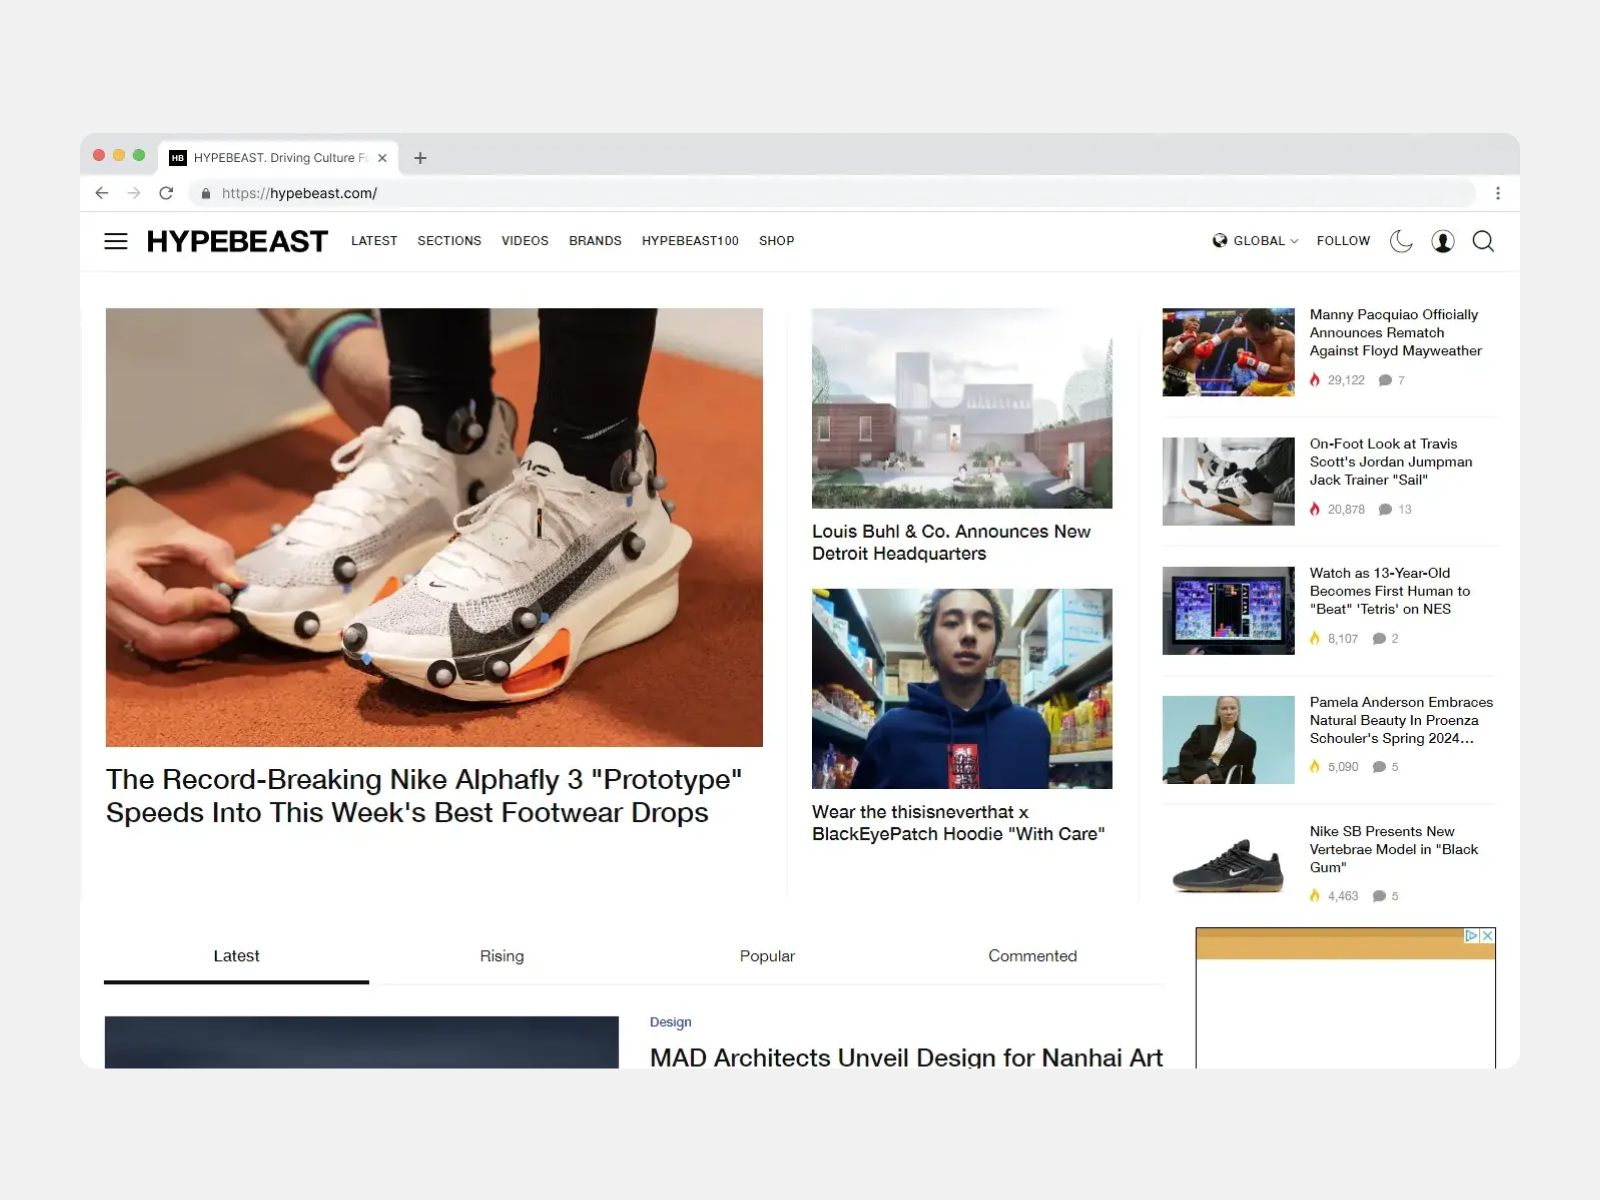 HB HYPEBEAST. Driving Culture Fo
https://hypebeast.com/
HYPEBEAST LATEST SECTIONS VIDEOS BRANDS HYPEBEAST100 SHOP GLOBAL FOLLOW
The Record-Breaking Nike Alphafly 3 "Prototype"
Speeds Into This Week's Best Footwear Drops
Louis Buhl & Co. Announces New
Detroit Headquarters
Wear the thisisneverthat x
BlackEyePatch Hoodie "With Care"
Manny Pacquiao Officially
Announces Rematch
Against Floyd Mayweather
29,122 7
On-Foot Look at Travis
Scott's Jordan Jumpman
Jack Trainer "Sail"
20,878 13
Watch as 13-Year-Old
Becomes First Human to
"Beat" 'Tetris' on NES
8,107 2
Pamela Anderson Embraces
Natural Beauty In Proenza
Schouler's Spring 2024...
5,090 5
Nike SB Presents New
Vertebrae Model in "Black
Gum"
4,463 5
Latest Rising Popular Commented
Design
MAD Architects Unveil Design for Nanhai Art